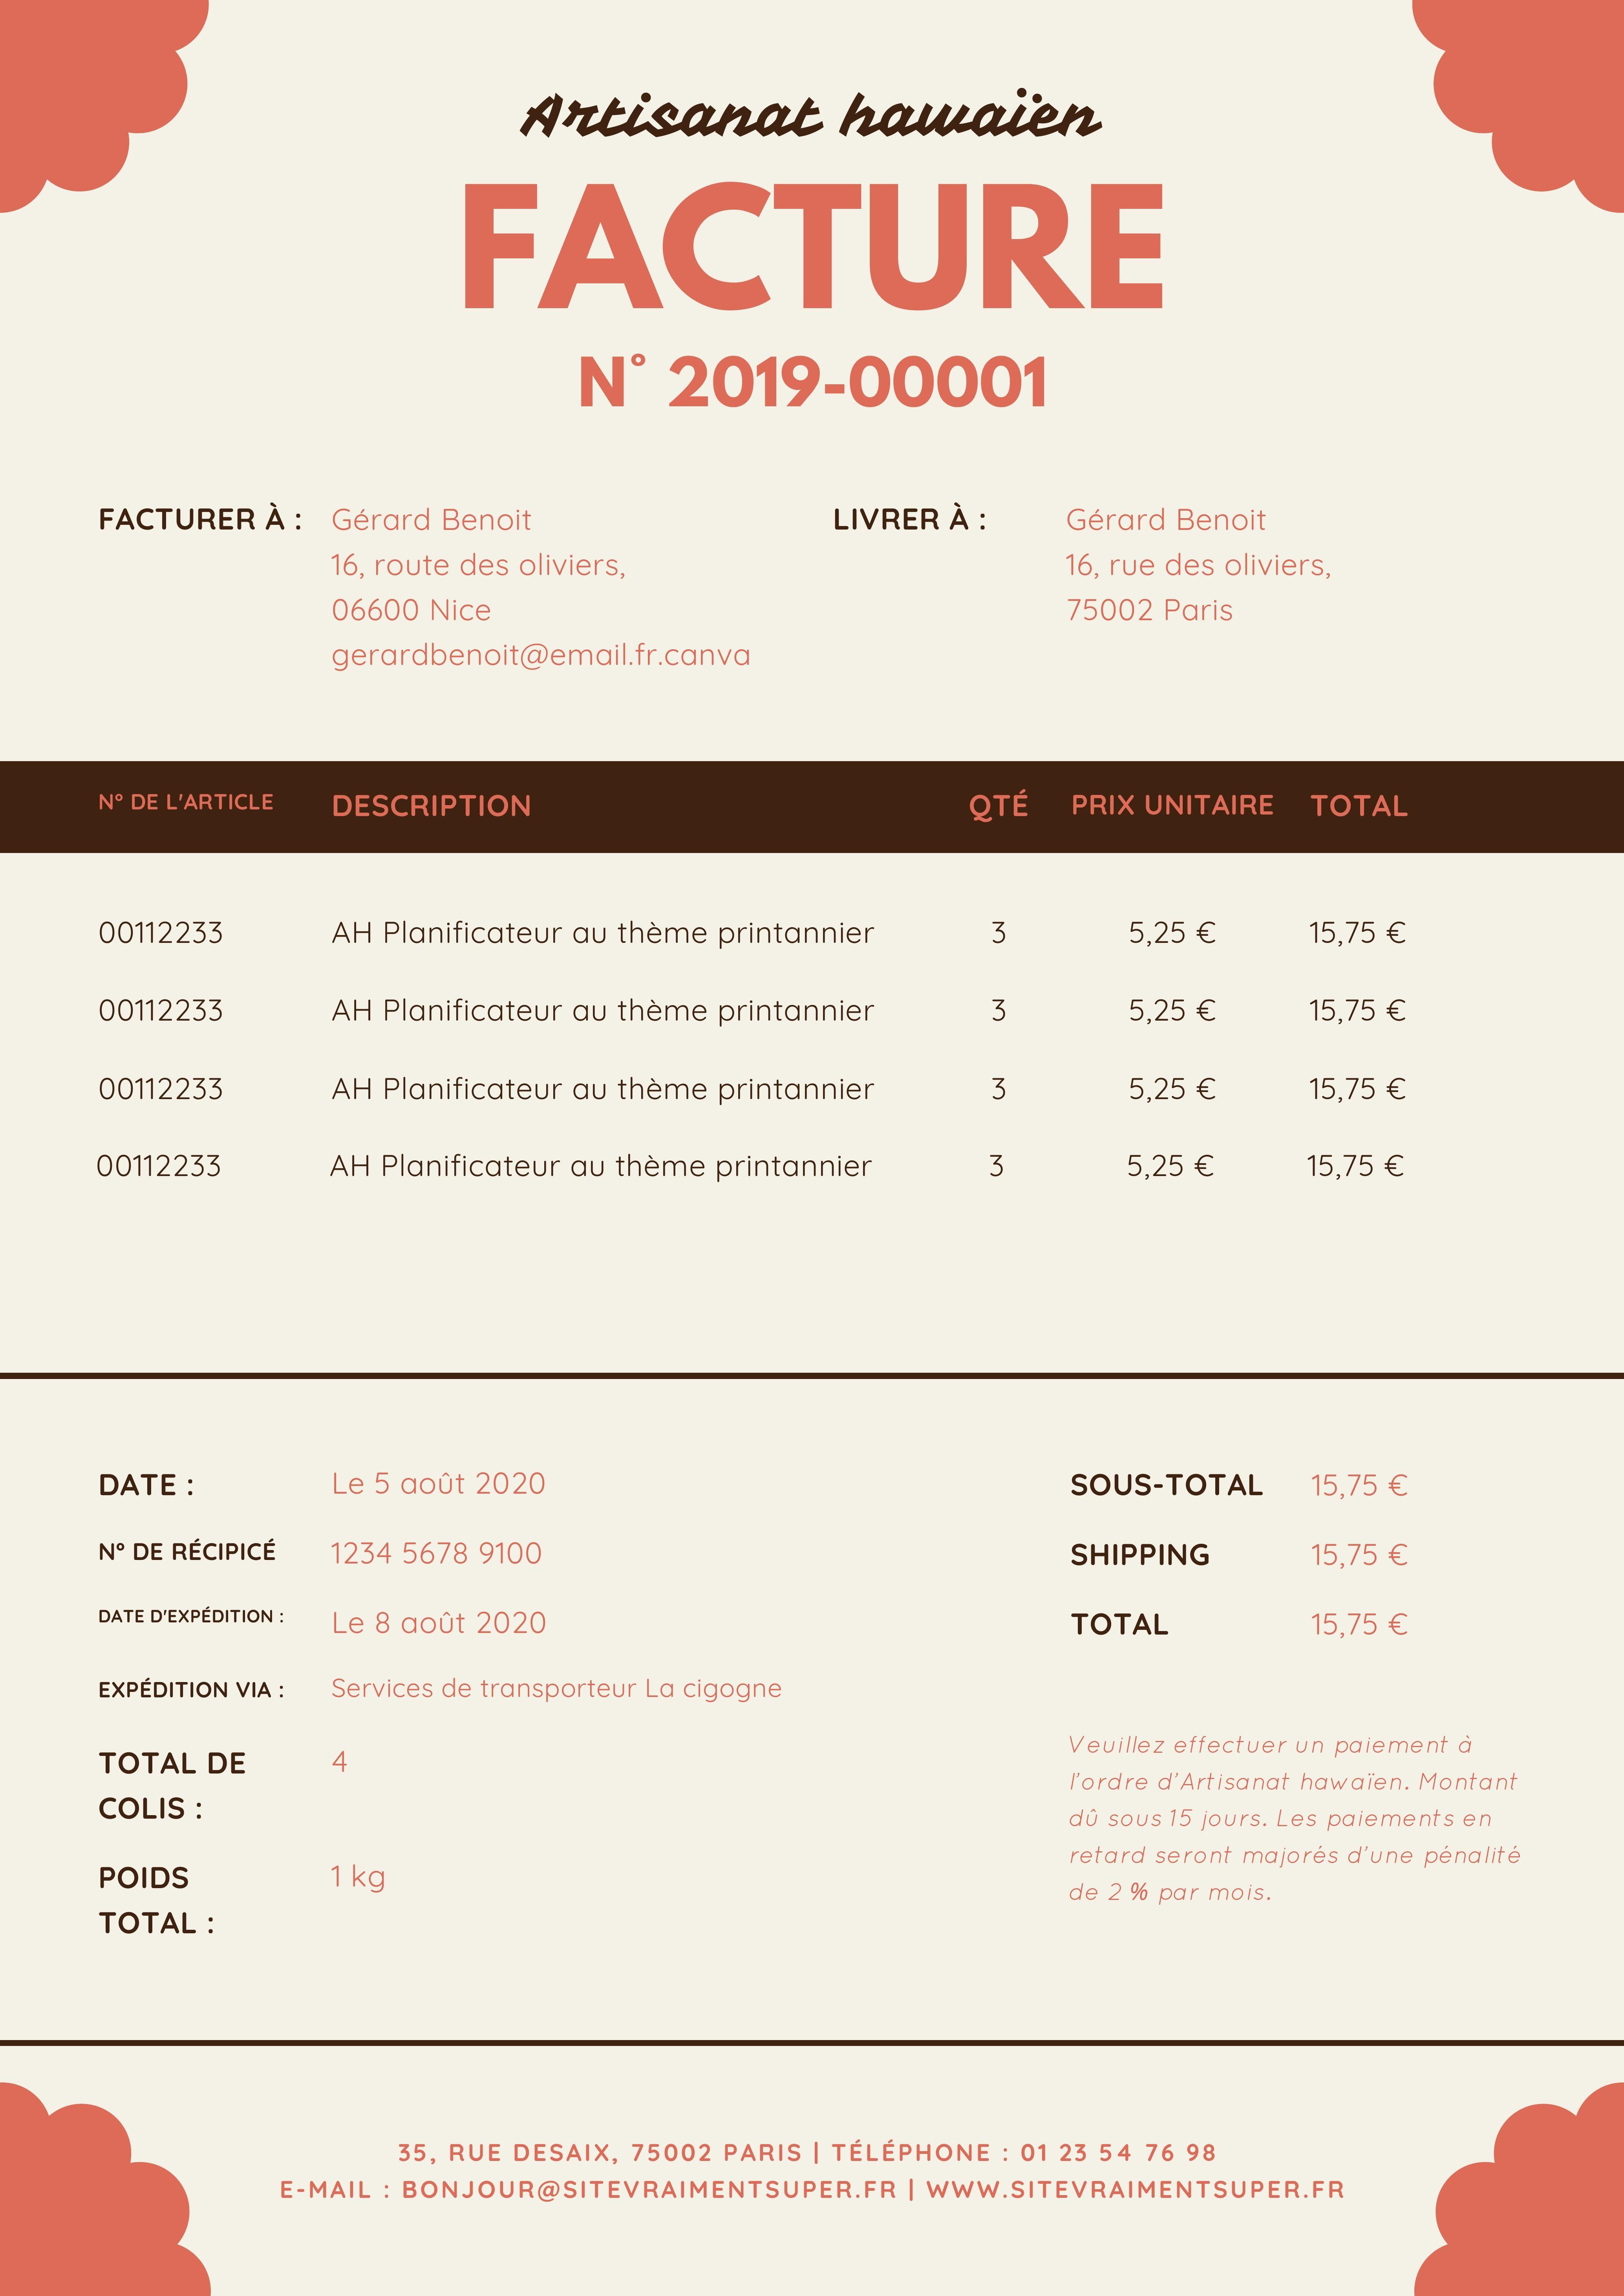 Artisanat hawaïen
FACTURE
N° 2019-00001
FACTURER À : Gérard Benoit
16, route des oliviers,
06600 Nice
gerardbenoit@email.fr.canva
LIVRER À : Gérard Benoit
16, rue des oliviers,
75002 Paris
N° DE L'ARTICLE DESCRIPTION QTÉ PRIX UNITAIRE TOTAL
00112233 AH Planificateur au thème printannier 3 5,25 € 15,75 €
00112233 AH Planificateur au thème printannier 3 5,25 € 15,75 €
00112233 AH Planificateur au thème printannier 3 5,25 € 15,75 €
00112233 AH Planificateur au thème printannier 3 5,25 € 15,75 €
DATE : Le 5 août 2020
N° DE RÉCIPICÉ 1234 5678 9100
DATE D'EXPÉDITION : Le 8 août 2020
EXPÉDITION VIA : Services de transporteur La cigogne
TOTAL DE 4
COLIS :
POIDS 1 kg
TOTAL :
SOUS-TOTAL 15,75 €
SHIPPING 15,75 €
TOTAL 15,75 €
Veuillez effectuer un paiement à
l'ordre d'Artisanat hawaïen. Montant
dû sous 15 jours. Les paiements en
retard seront majorés d'une pénalité
de 2 % par mois.
35, RUE DESAIX, 75002 PARIS | TÉLÉPHONE : 01 23 54 76 98
E-MAIL : BONJOUR@SITEVRAIMENTSUPER.FR | WWW.SITEVRAIMENTSUPER.FR